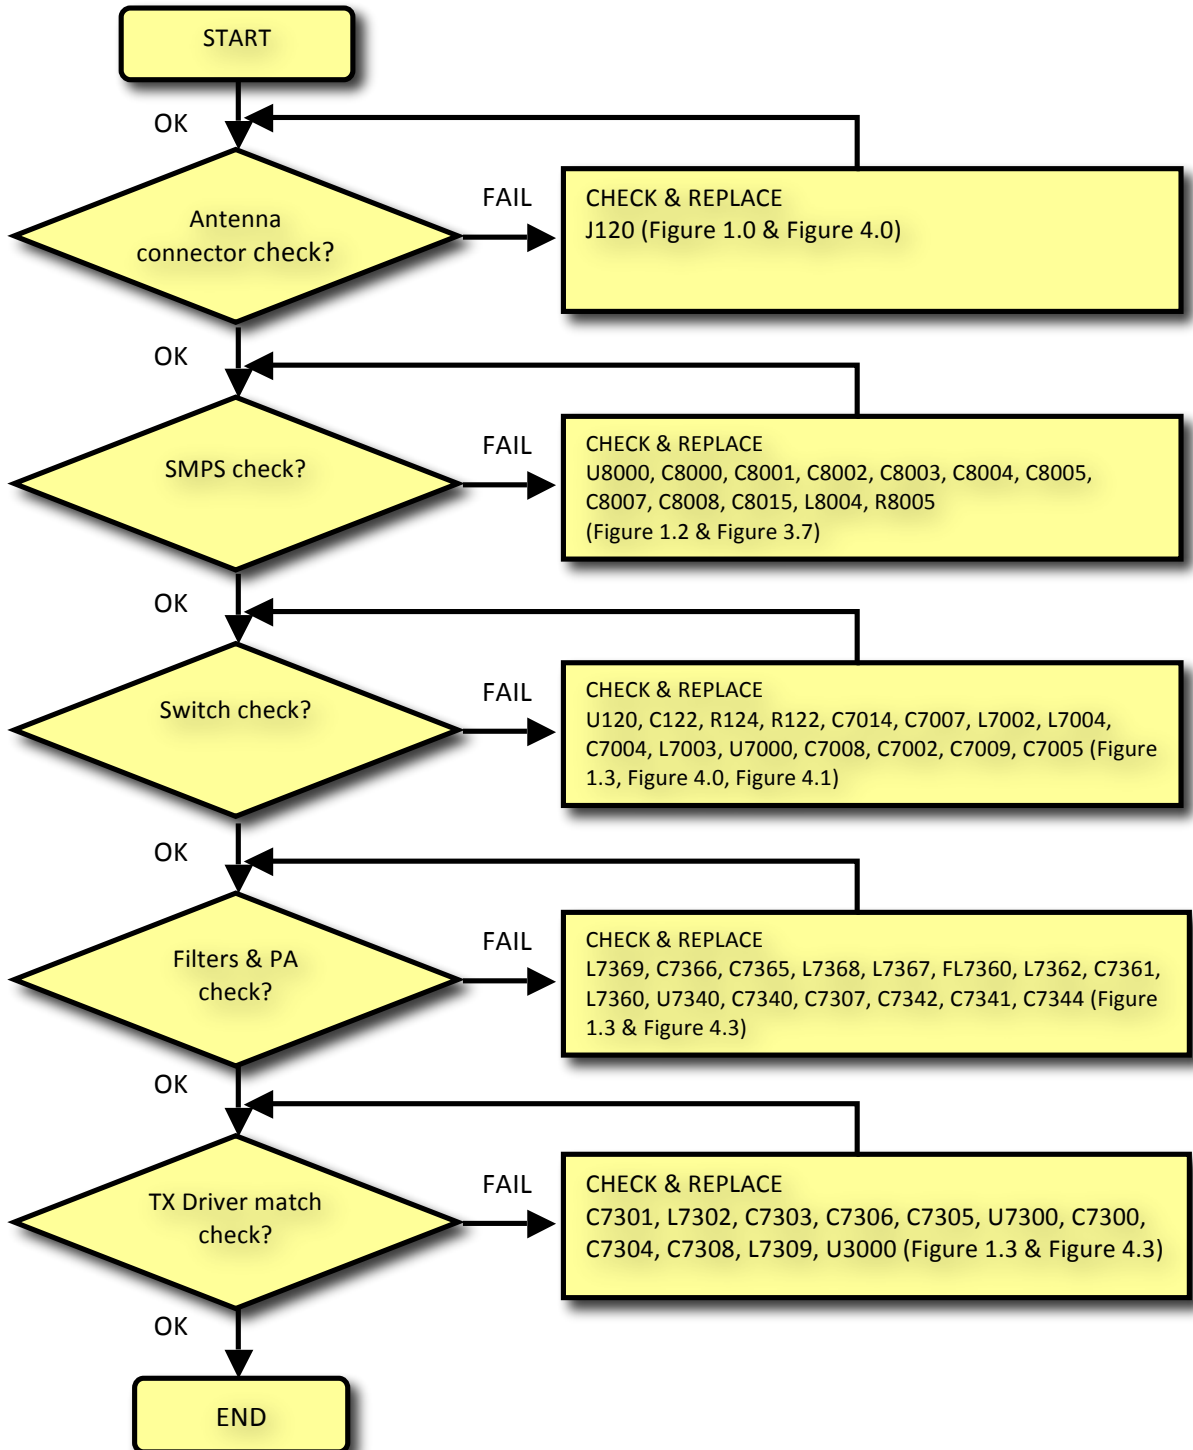 START
OK
Antenna
connector check?
FAIL
CHECK & REPLACE
J120 (Figure 1.0 & Figure 4.0)
OK
SMPS check?
FAIL
CHECK & REPLACE
U8000, C8000, C8001, C8002, C8003, C8004, C8005,
C8007, C8008, C8015, L8004, R8005
(Figure 1.2 & Figure 3.7)
OK
Switch check?
FAIL
CHECK & REPLACE
U120, C122, R124, R122, C7014, C7007, L7002, L7004,
C7004, L7003, U7000, C7008, C7002, C7009, C7005 (Figure
1.3, Figure 4.0, Figure 4.1)
OK
Filters & PA
check?
FAIL
CHECK & REPLACE
L7369, C7366, C7365, L7368, L7367, FL7360, L7362, C7361,
L7360, U7340, C7340, C7307, C7342, C7341, C7344 (Figure
1.3 & Figure 4.3)
OK
TX Driver match
check?
FAIL
CHECK & REPLACE
C7301, L7302, C7303, C7306, C7305, U7300, C7300,
C7304, C7308, L7309, U3000 (Figure 1.3 & Figure 4.3)
OK
END